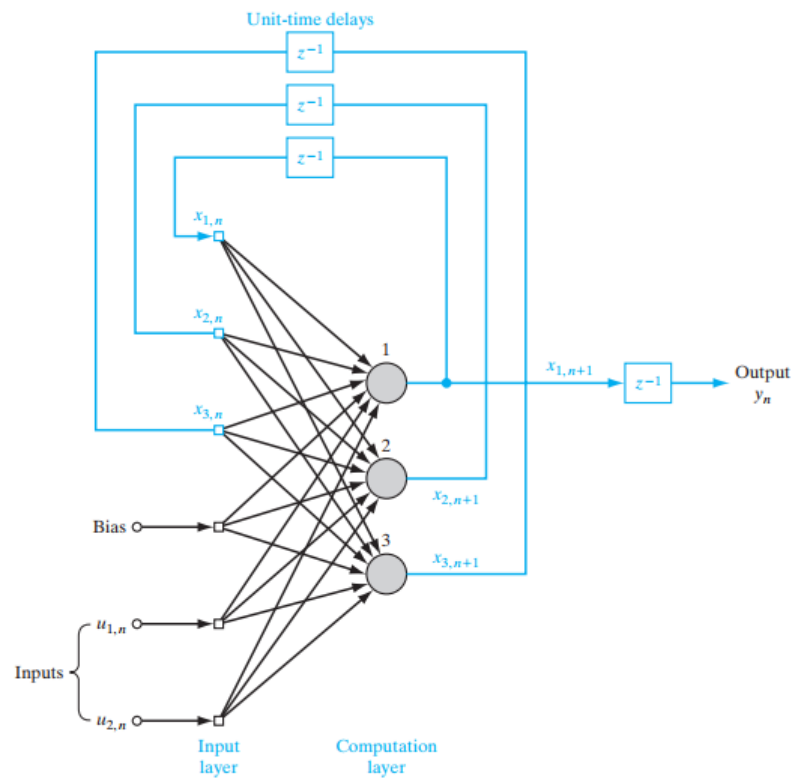 Unit-time delays
z⁻¹
z⁻¹
z⁻¹
x₁,ₙ
x₂,ₙ
1
x₁,ₙ₊₁
z⁻¹
Output
yₙ
x₃,ₙ
2
x₂,ₙ₊₁
Bias
3
x₃,ₙ₊₁
u₁,ₙ
Inputs
u₂,ₙ
Input
layer
Computation
layer